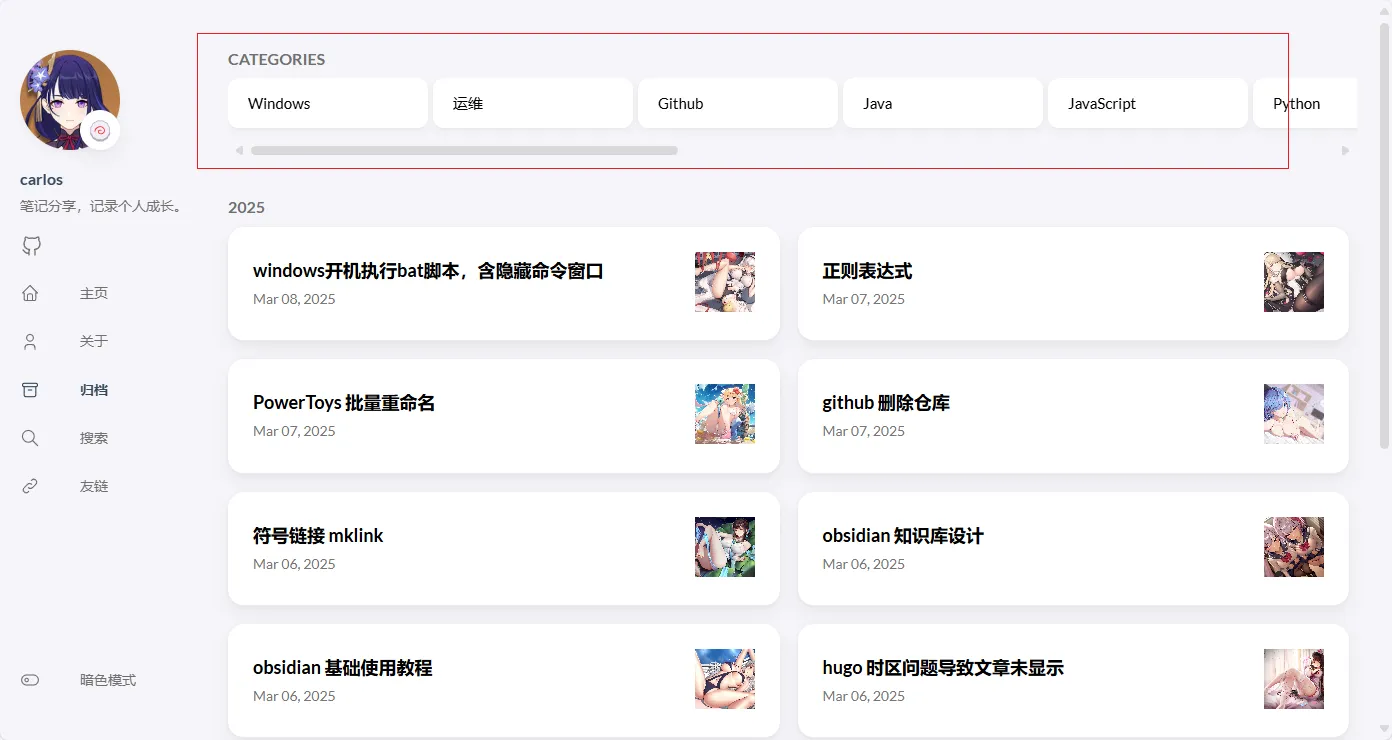 carlos
笔记分享，记录个人成长。
主页
关于
归档
搜索
友链
暗色模式
CATEGORIES
Windows
运维
Github
Java
JavaScript
Python
2025
windows开机执行bat脚本，含隐藏命令窗口
Mar 08, 2025
正则表达式
Mar 07, 2025
PowerToys 批量重命名
Mar 07, 2025
github 删除仓库
Mar 07, 2025
符号链接 mklink
Mar 06, 2025
obsidian 知识库设计
Mar 06, 2025
obsidian 基础使用教程
Mar 06, 2025
hugo 时区问题导致文章未显示
Mar 06, 2025